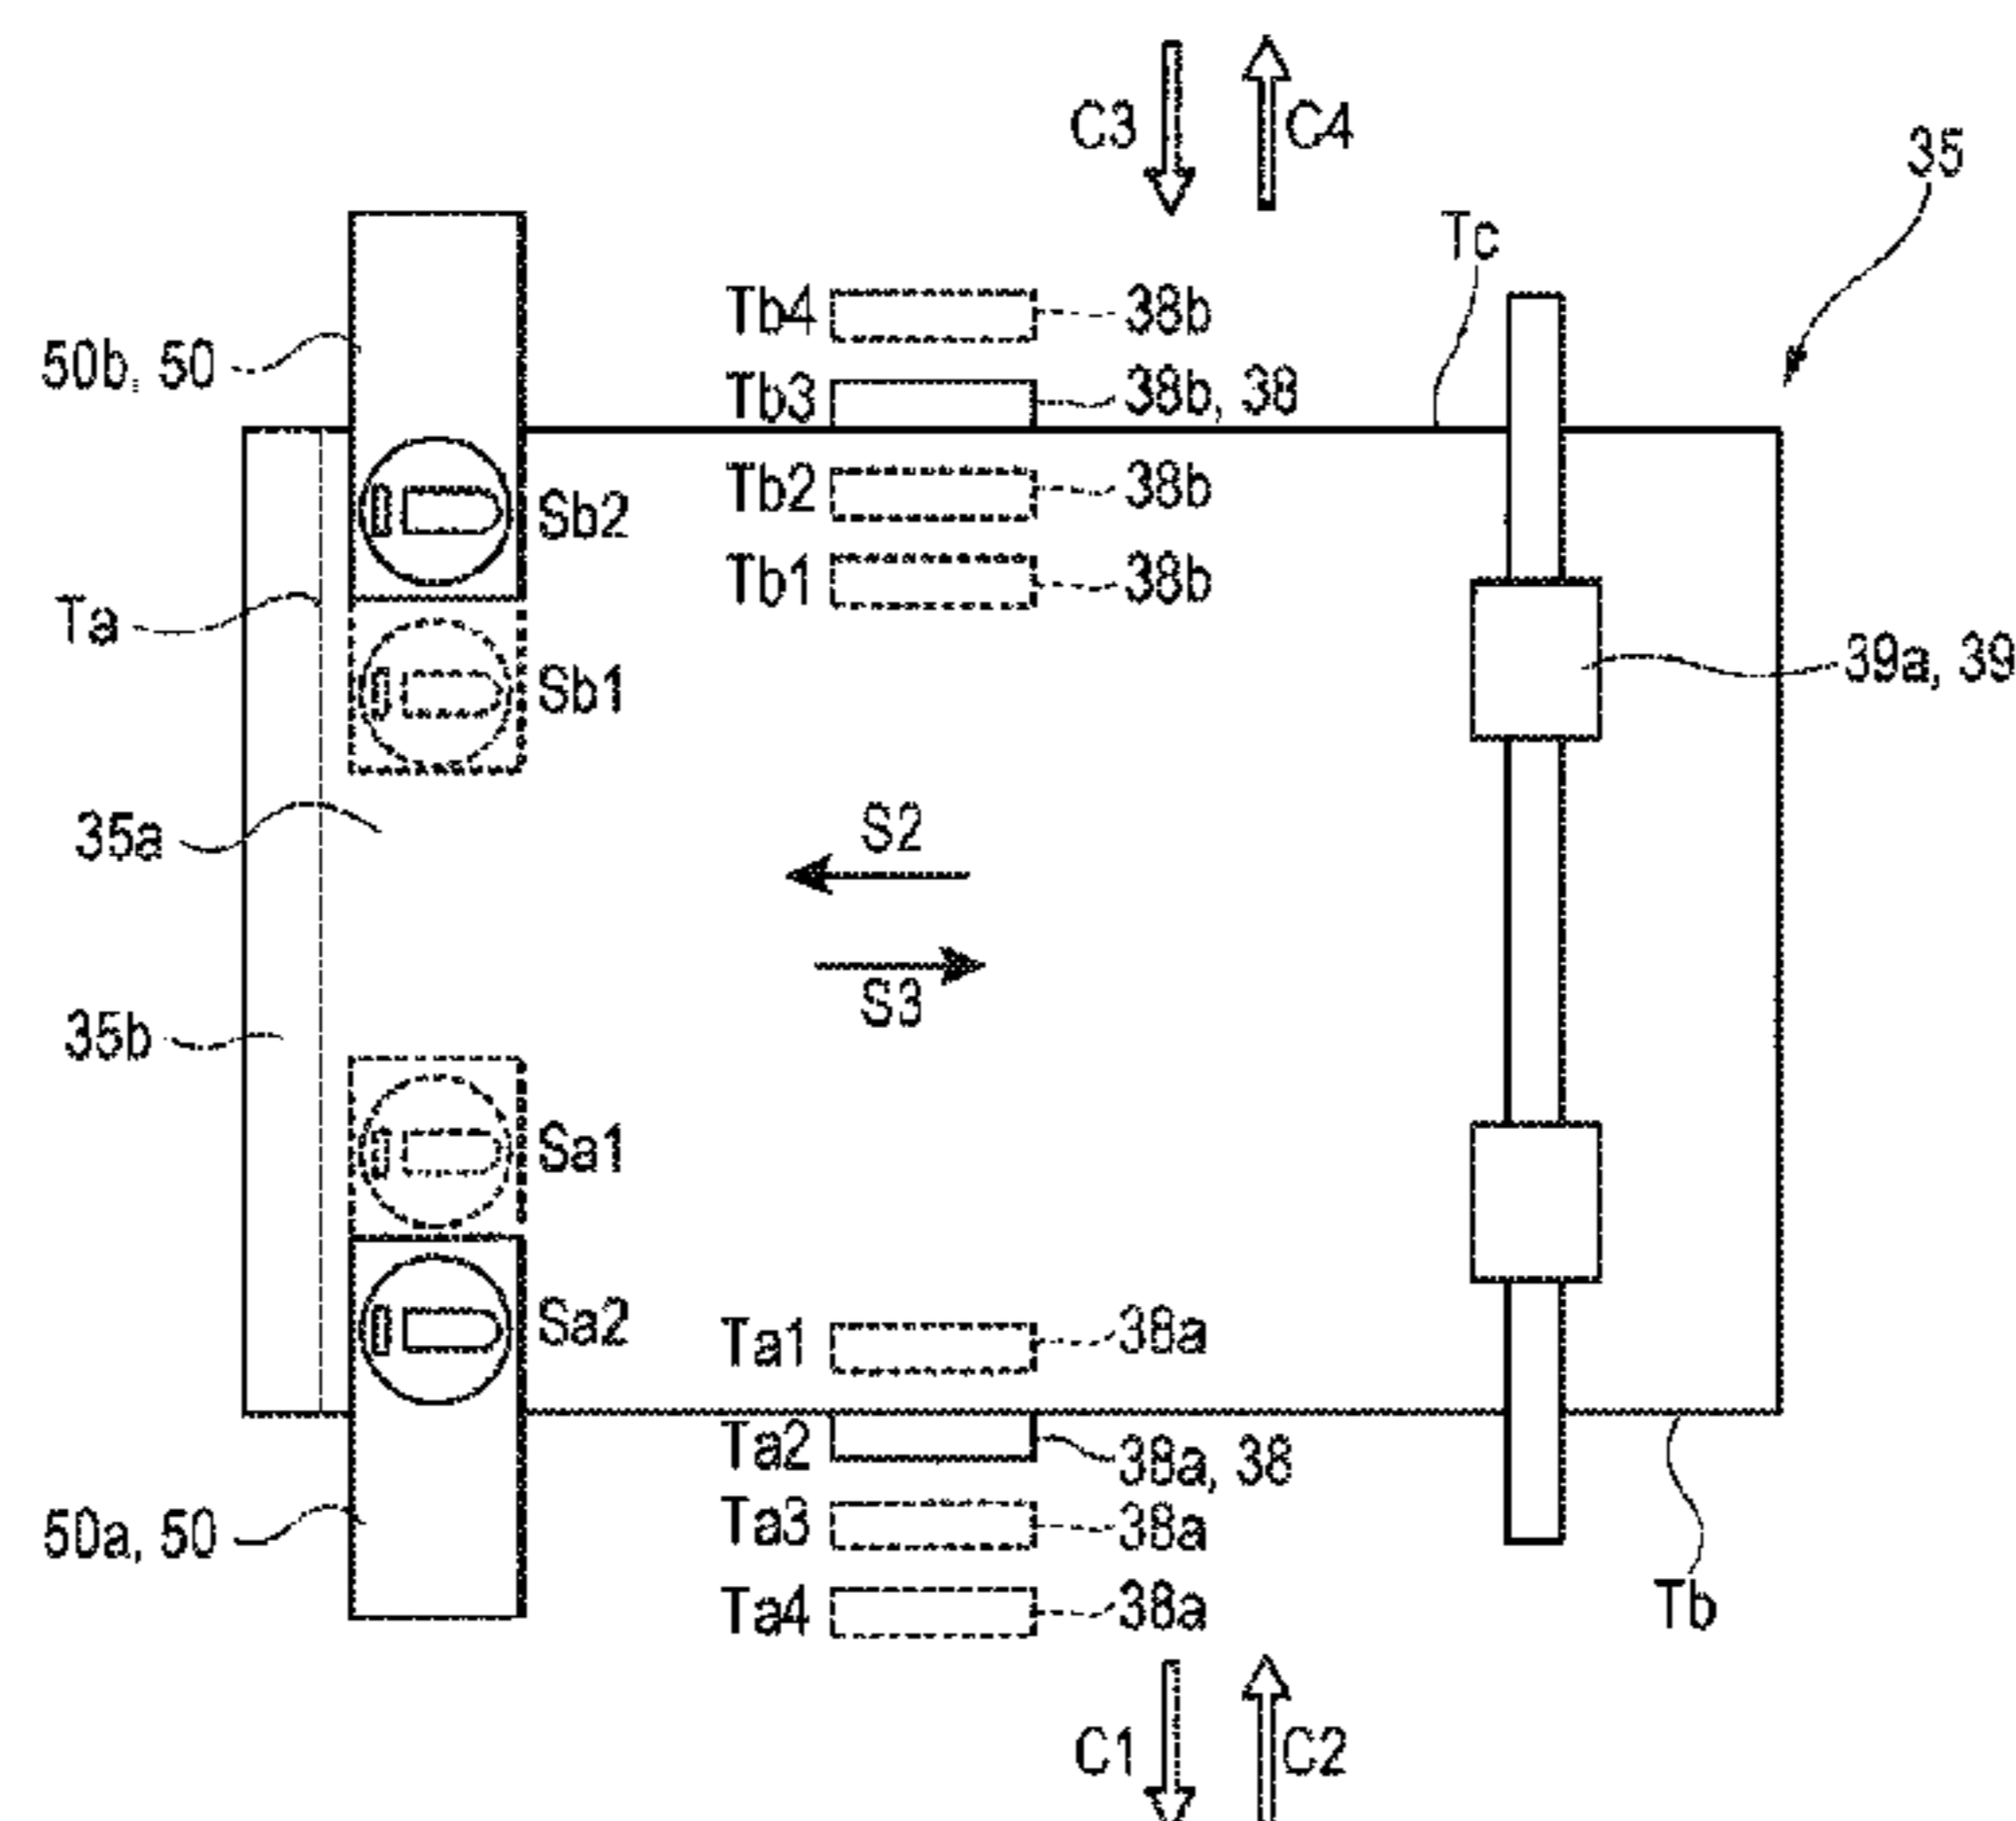 C3
C4
35
Tc
Tb4
38b
50b, 50
Tb3
38b, 38
Tb2
38b
Sb2
Tb1
38b
Ta
39a, 39
Sb1
35a
S2
S3
35b
Sa1
Sa2
Ta1
38a
Ta2
38a, 38
50a, 50
Ta3
38a
Ta4
38a
Tb
C1
C2